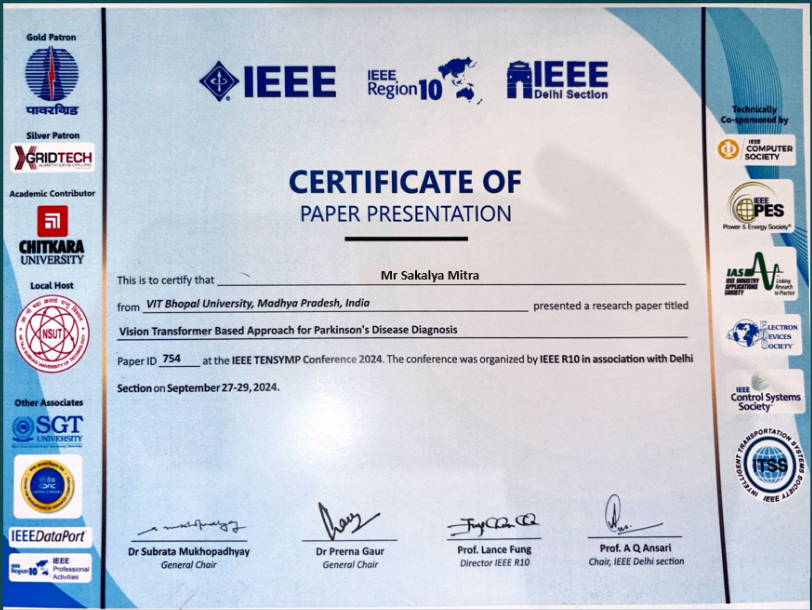 Gold Patron
पावरग्रिड
Silver Patron
GRIDTECH
Academic Contributor
CHITKARA
UNIVERSITY
Local Host
NSUT
Other Associates
SGT
UNIVERSITY
IEEE DataPort
IEEE
Region 10
IEEE
Professional
Activities
IEEE
IEEE
Region 10
IEEE
Delhi Section
CERTIFICATE OF
PAPER PRESENTATION
This is to certify that Mr Sakalya Mitra
from VIT Bhopal University, Madhya Pradesh, India presented a research paper titled
Vision Transformer Based Approach for Parkinson's Disease Diagnosis
Paper ID 754 at the IEEE TENSYMP Conference 2024. The conference was organized by IEEE R10 in association with Delhi
Section on September 27-29, 2024.
Dr Subrata Mukhopadhyay
General Chair
Dr Prerna Gaur
General Chair
Prof. Lance Fung
Director IEEE R10
Prof. A Q Ansari
Chair, IEEE Delhi section
Technically
Co-sponsored by
IEEE
COMPUTER
SOCIETY
IEEE
PES
Power & Energy Society®
IAS
IEEE INDUSTRY
APPLICATIONS
SOCIETY
Linking
Research
to Practice
ELECTRON
DEVICES
SOCIETY
IEEE
Control Systems
Society
INTELLIGENT TRANSPORTATION SYSTEMS SOCIETY
ITSS
IEEE